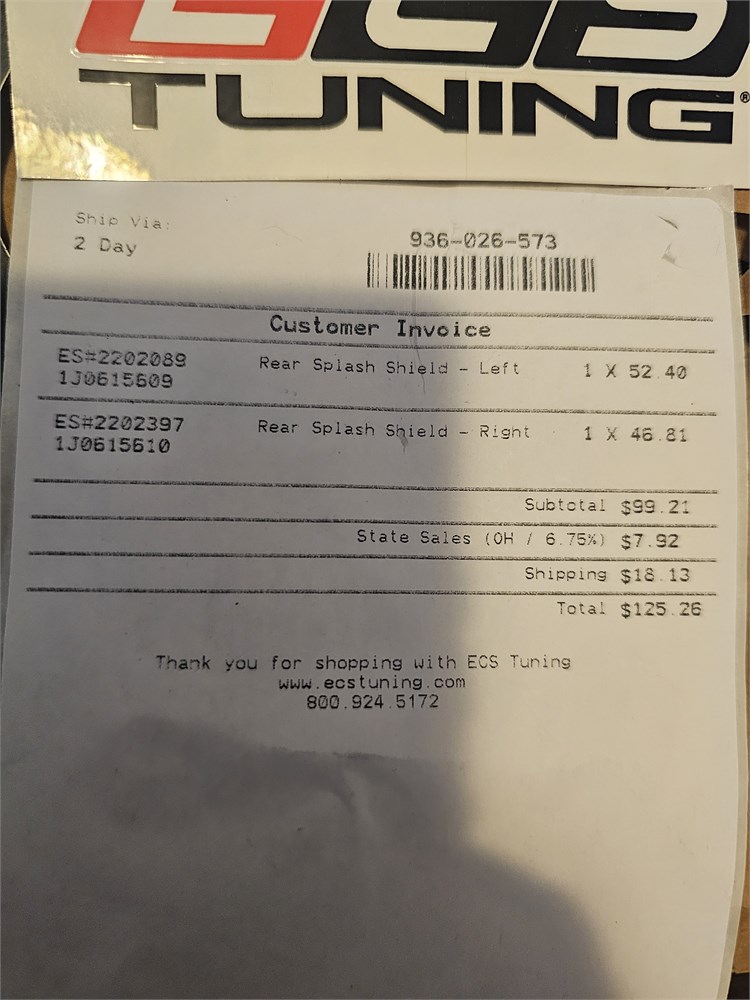 ECS
TUNING®
Ship Via:
2 Day
936-026-573
Customer Invoice
ES#2202089 Rear Splash Shield - Left 1 X 52.40
1J0615609
ES#2202397 Rear Splash Shield - Right 1 X 46.81
1J0615610
Subtotal $99.21
State Sales (OH / 6.75%) $7.92
Shipping $18.13
Total $125.26
Thank you for shopping with ECS Tuning
www.ecstuning.com
800.924.5172